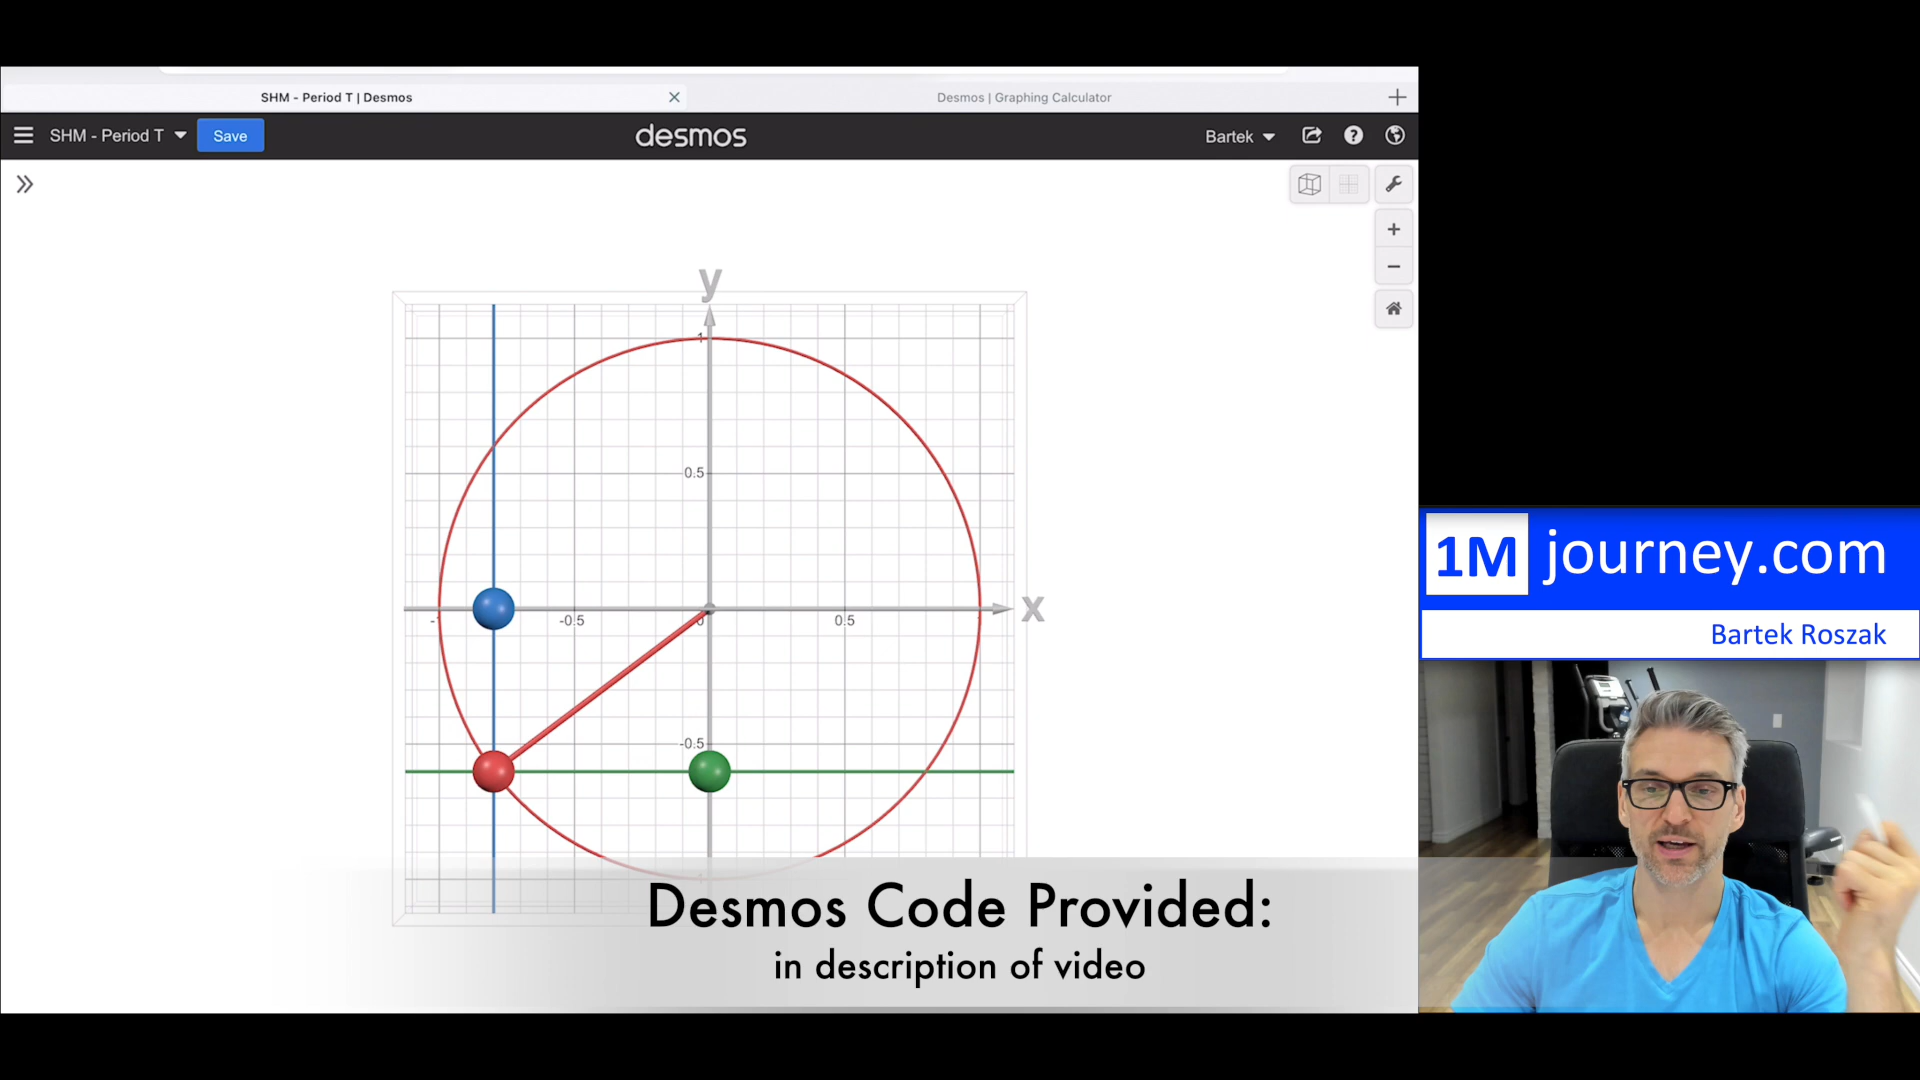 SHM - Period T | Desmos
Desmos | Graphing Calculator
SHM - Period T
Save
desmos
Bartek
y
1
0.5
-0.5
0
0.5
x
-0.5
1M journey.com
Bartek Roszak
Desmos Code Provided:
in description of video